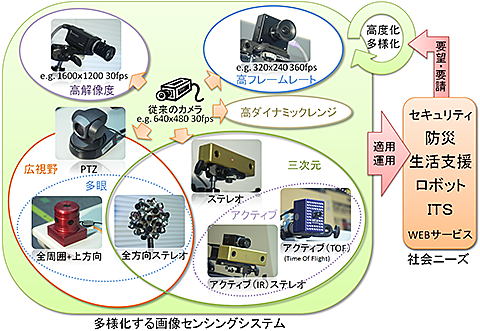 e.g. 1600x1200 30fps
高解像度
e.g. 320x240 360fps
高フレームレート
高度化
多様化
要望・要請
従来のカメラ
e.g. 640x480 30fps
高ダイナミックレンジ
適用
運用
セキュリティ
防災
生活支援
ロボット
ITS
WEBサービス
社会ニーズ
広視野
PTZ
多眼
全周囲+上方向
全方向ステレオ
三次元
ステレオ
アクティブ
アクティブ(TOF)
(Time Of Flight)
アクティブ(IR)ステレオ
多様化する画像センシングシステム